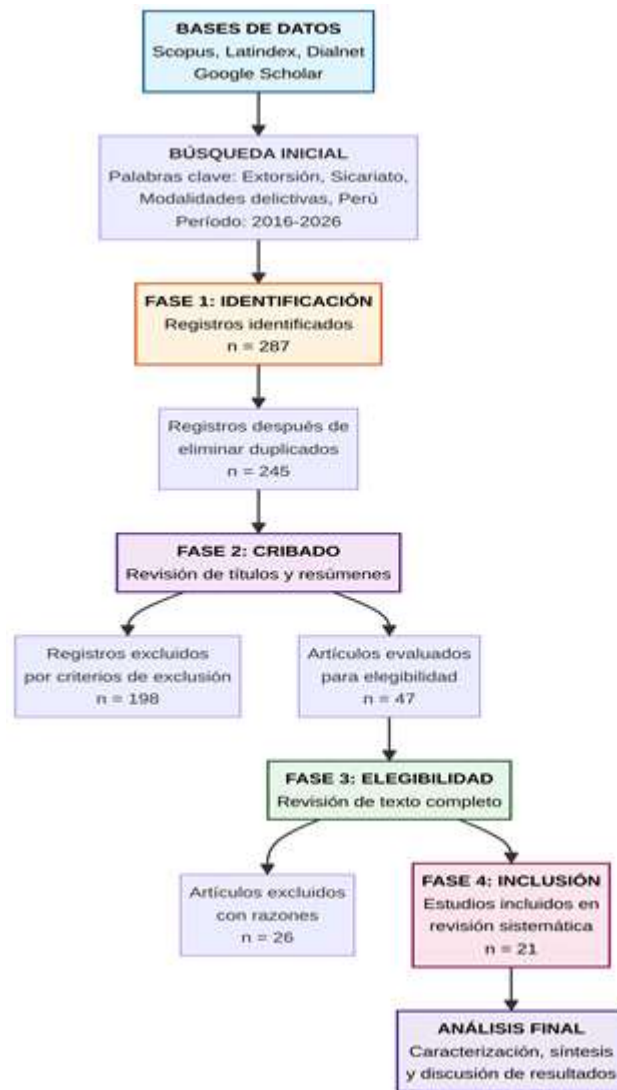 BASES DE DATOS
Scopus, Latindex, Dialnet
Google Scholar
BÚSQUEDA INICIAL
Palabras clave: Extorsión, Sicariato,
Modalidades delictivas, Perú
Período: 2016-2026
FASE 1: IDENTIFICACIÓN
Registros identificados
n = 287
Registros después de
eliminar duplicados
n = 245
FASE 2: CRIBADO
Revisión de títulos y resúmenes
Registros excluidos
por criterios de exclusión
n = 198
Artículos evaluados
para elegibilidad
n = 47
FASE 3: ELEGIBILIDAD
Revisión de texto completo
Artículos excluidos
con razones
n = 26
FASE 4: INCLUSIÓN
Estudios incluidos en
revisión sistemática
n = 21
ANÁLISIS FINAL
Caracterización, síntesis
y discusión de resultados